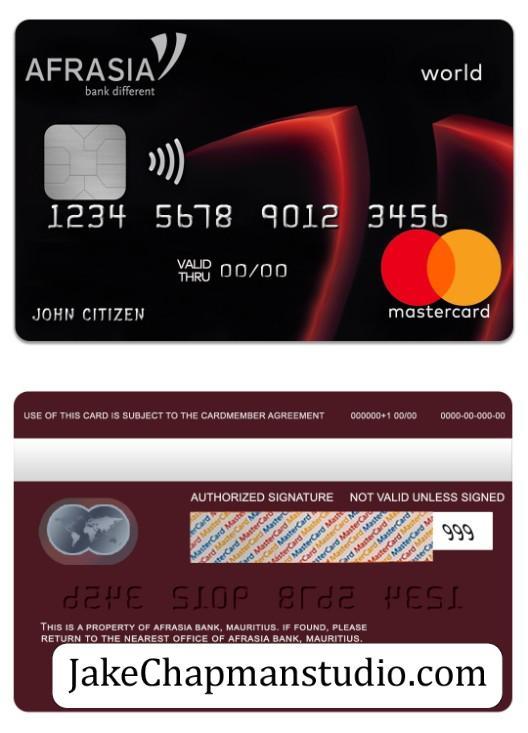 AFRASIA
bank different
world
1234 5678 9012 3456
VALID THRU 00/00
JOHN CITIZEN
mastercard
USE OF THIS CARD IS SUBJECT TO THE CARDMEMBER AGREEMENT 000000+1 00/00 0000-00-000-00
AUTHORIZED SIGNATURE NOT VALID UNLESS SIGNED
MasterCard MasterCard MasterCard
999
THIS IS A PROPERTY OF AFRASIA BANK, MAURITIUS. IF FOUND, PLEASE
RETURN TO THE NEAREST OFFICE OF AFRASIA BANK, MAURITIUS.
JakeChapmanstudio.com